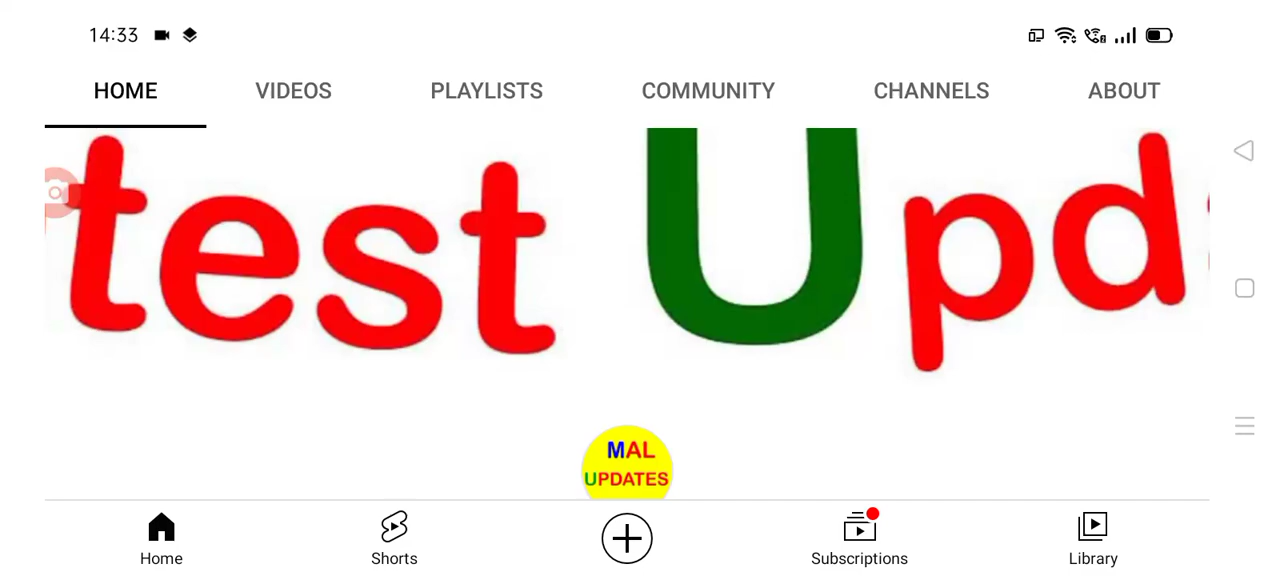 14:33
HOME VIDEOS PLAYLISTS COMMUNITY CHANNELS ABOUT
test Upd
MAL
UPDATES
Home Shorts Subscriptions Library